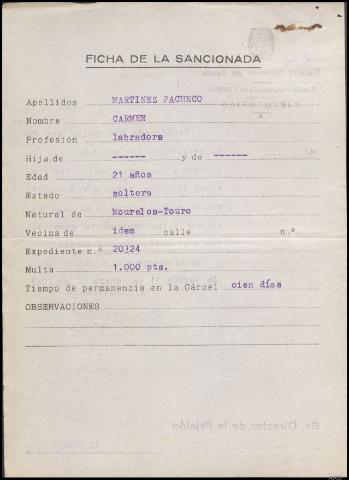 FICHA DE LA SANCIONADA
Apellidos MARTINEZ PACHECO
Nombre CARMEN
Profesión labradora
Hija de ------ y de ------
Edad 21 años
Estado soltera
Natural de Mourelos-Touro
Vecina de idem calle n.º
Expediente n.º 20324
Multa 1.000 pts.
Tiempo de permanencia en la Cárcel cien días
OBSERVACIONES
Sr. Director de la Prisión